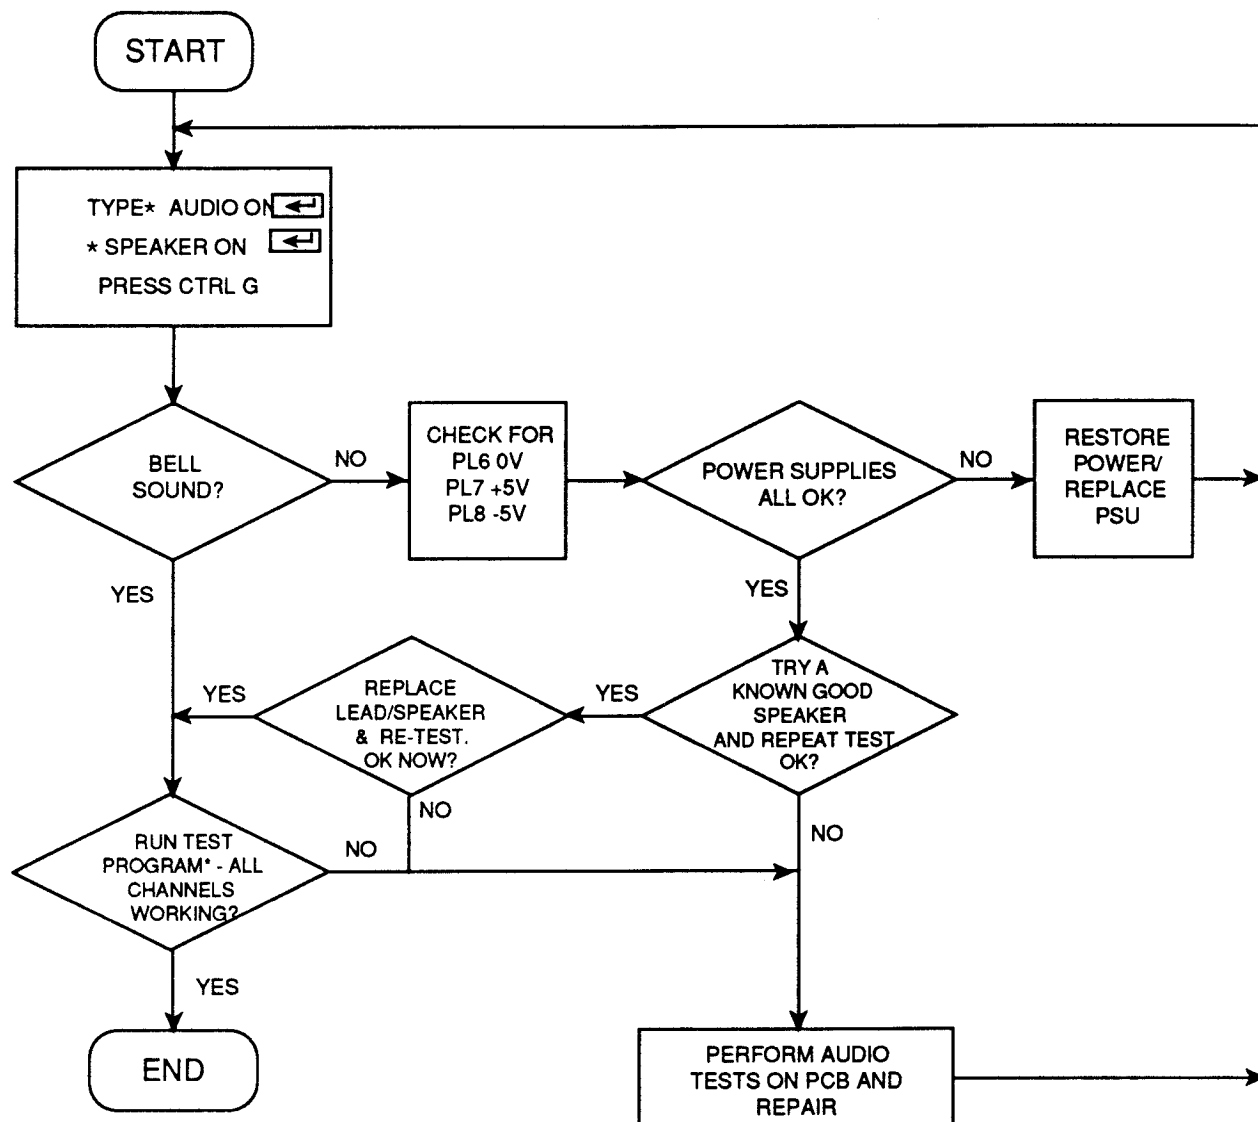 START
TYPE* AUDIO ON
* SPEAKER ON
PRESS CTRL G
BELL
SOUND?
NO
CHECK FOR
PL6 0V
PL7 +5V
PL8 -5V
POWER SUPPLIES
ALL OK?
NO
RESTORE
POWER/
REPLACE
PSU
YES
YES
TRY A
KNOWN GOOD
SPEAKER
AND REPEAT TEST
OK?
YES
REPLACE
LEAD/SPEAKER
& RE-TEST.
OK NOW?
YES
NO
NO
RUN TEST
PROGRAM* - ALL
CHANNELS
WORKING?
NO
YES
END
PERFORM AUDIO
TESTS ON PCB AND
REPAIR